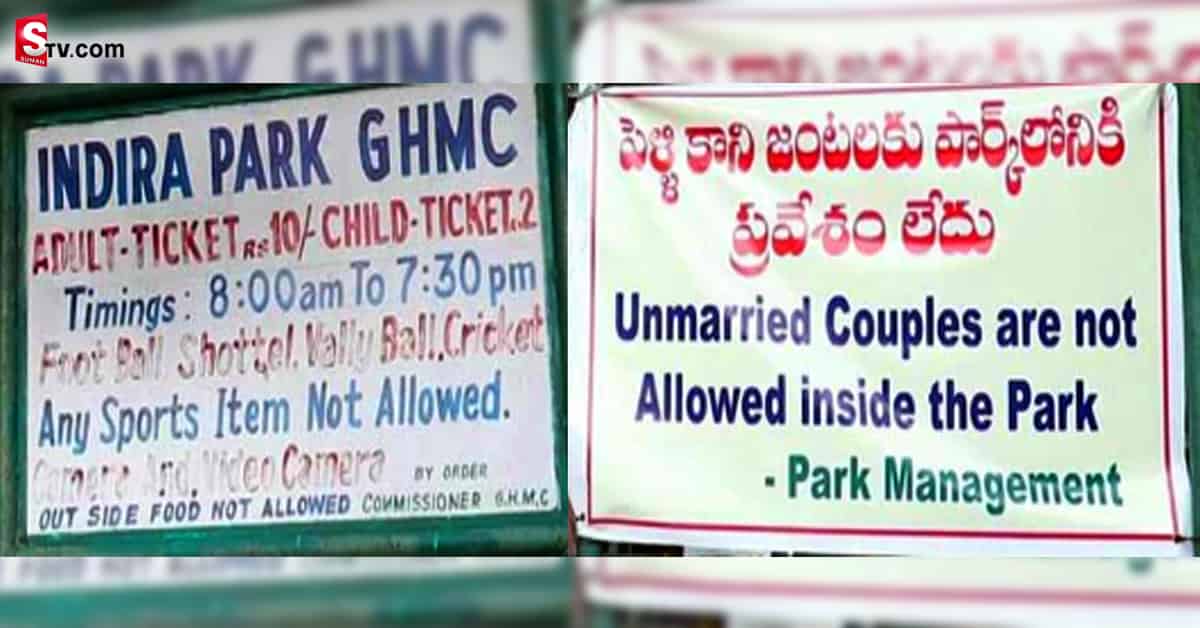 STV.com
SUMAN
INDIRA PARK GHMC
ADULT-TICKET Rs 10/- CHILD-TICKET.2
Timings : 8:00am To 7:30pm
Foot Ball Shottel. Vally Ball, Cricket
Any Sports Item Not Allowed.
Camera And, Video Camera BY ORDER
OUT SIDE FOOD NOT ALLOWED COMMISSIONER G.H.M.C
పెళ్ళి కాని జంటలకు పార్క్‌లోనికి
ప్రవేశం లేదు
Unmarried Couples are not
Allowed inside the Park
- Park Management